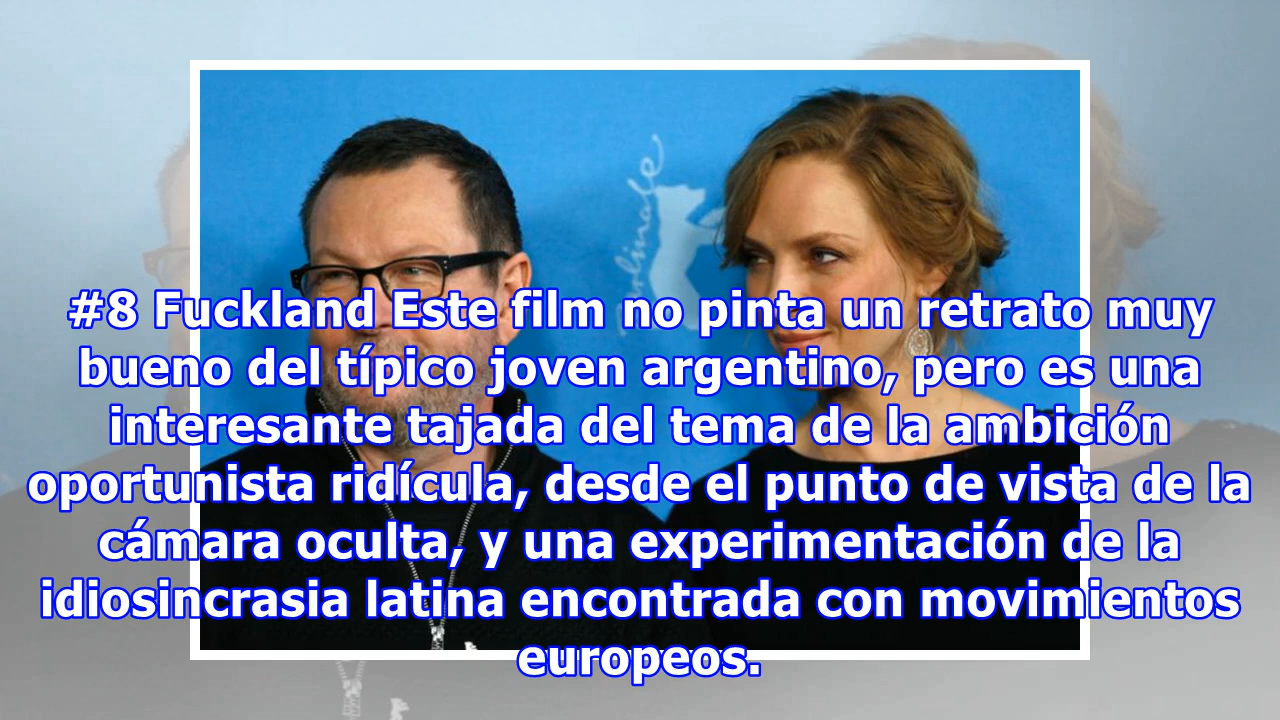 #8 Fuckland Este film no pinta un retrato muy
bueno del típico joven argentino, pero es una
interesante tajada del tema de la ambición
oportunista ridícula, desde el punto de vista de la
cámara oculta, y una experimentación de la
idiosincrasia latina encontrada con movimientos
europeos.